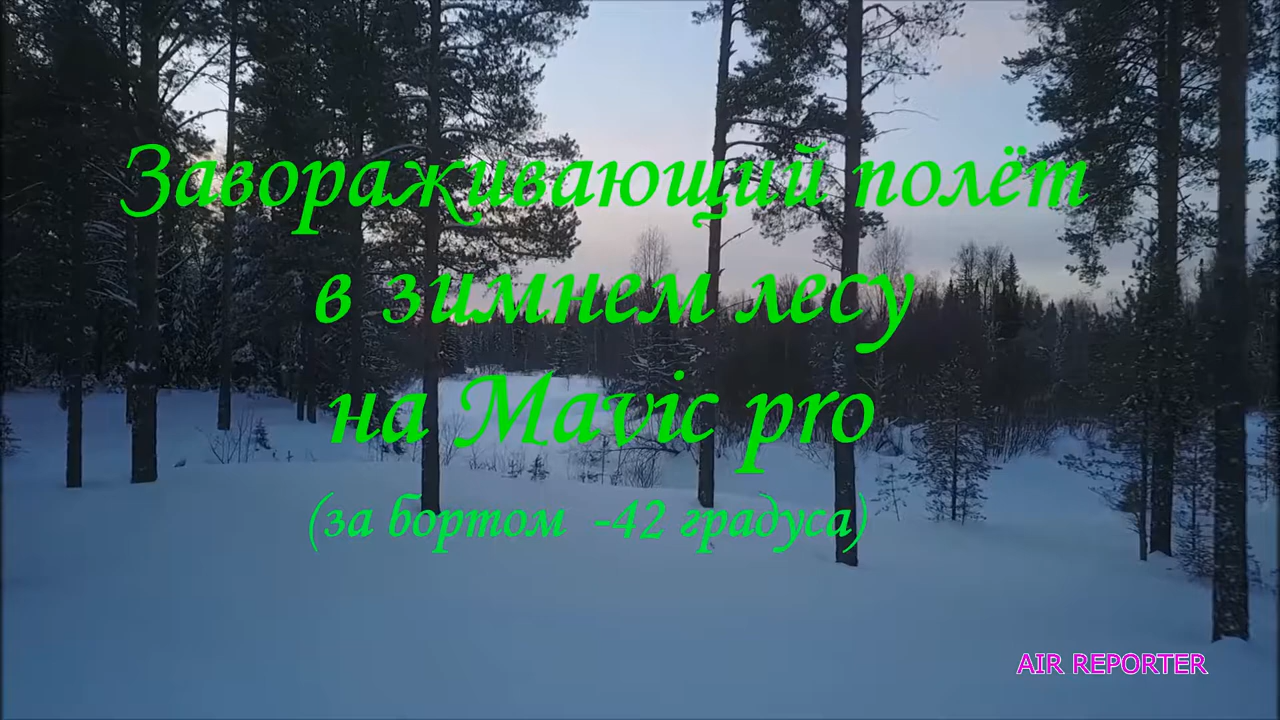 Завораживающий полёт
в зимнем лесу
на Mavic pro
(за бортом -42 градуса)
AIR REPORTER